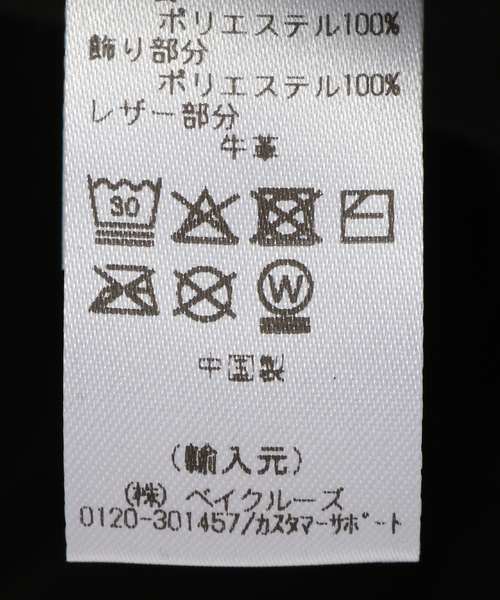 ポリエステル100%
飾り部分
ポリエステル100%
レザー部分
牛革
30
W
中国製
(輸入元)
(株) ベイクルーズ
0120-301457/カスタマーサポート